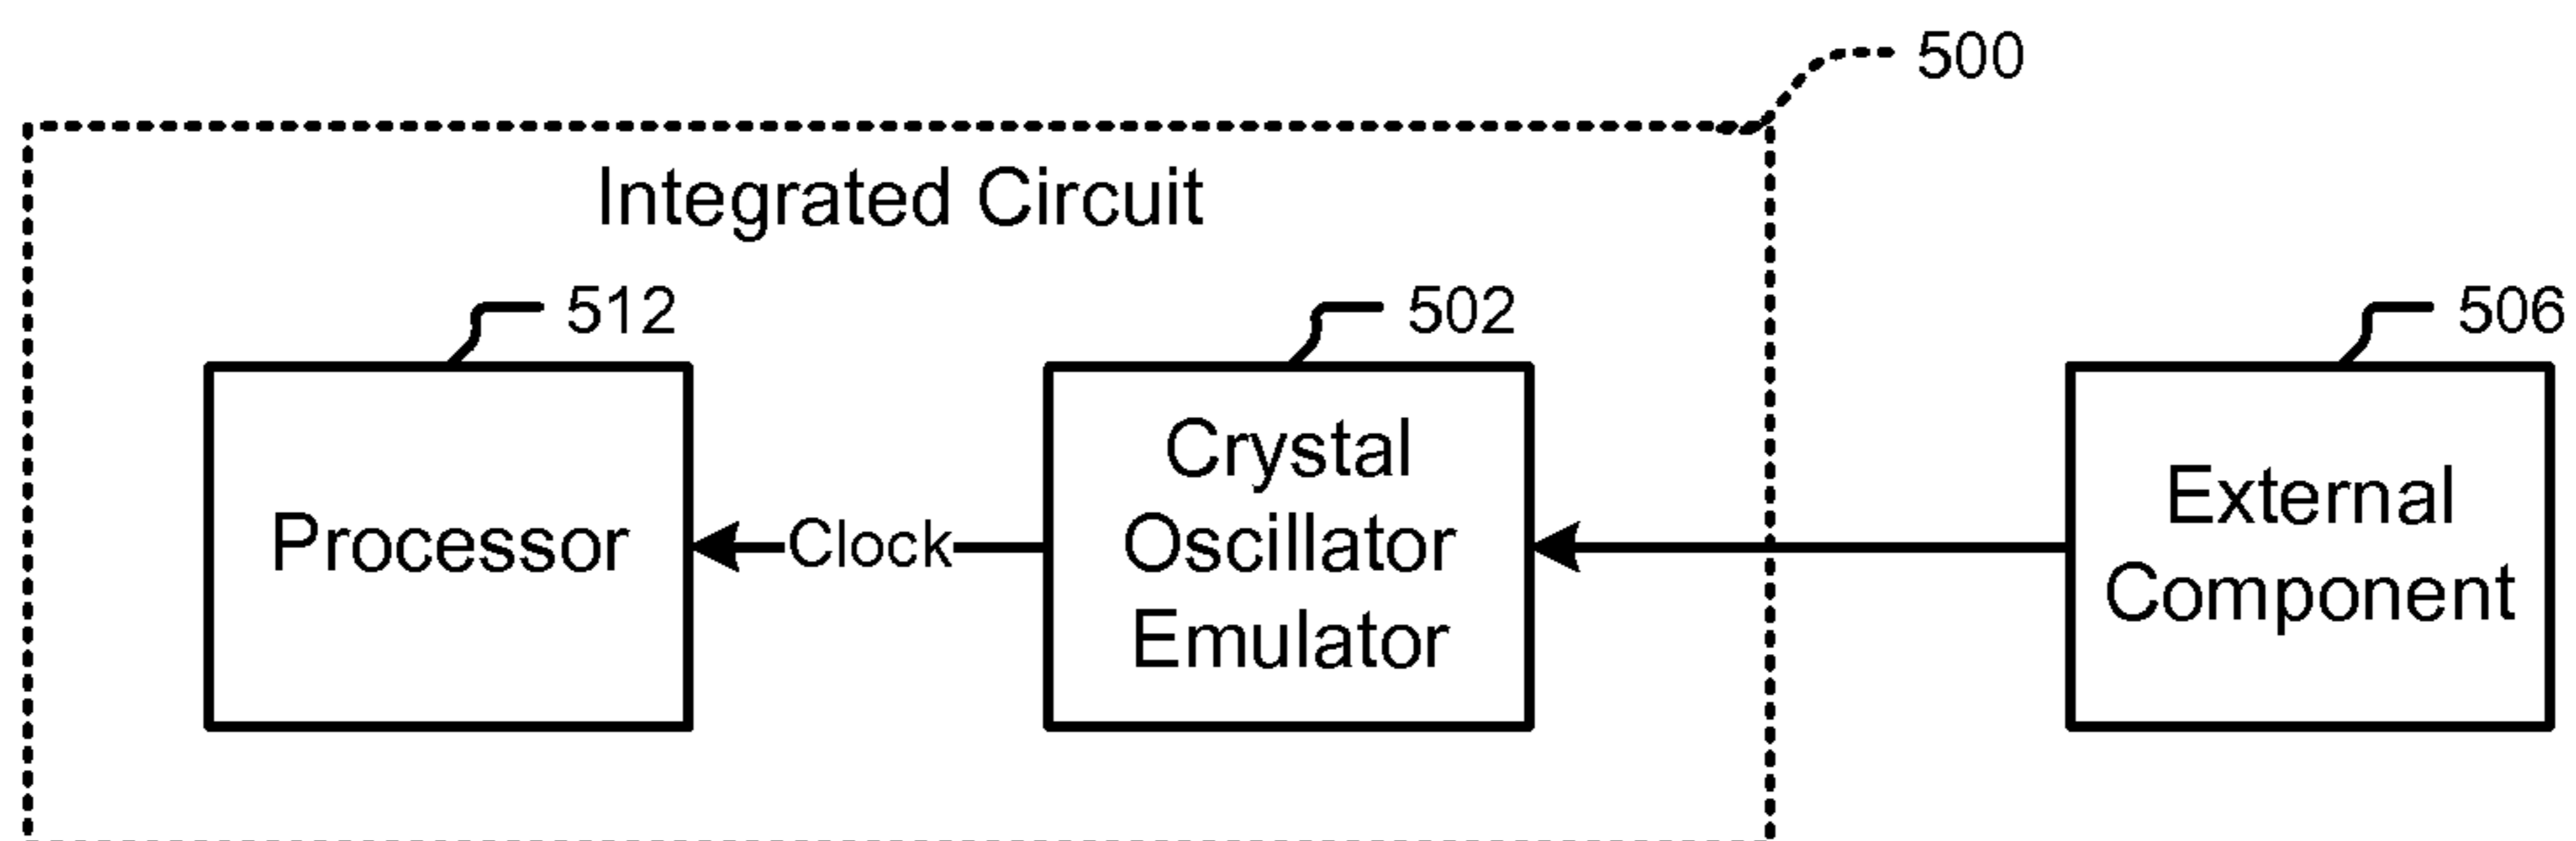 500
Integrated Circuit
512
502
506
Processor
Clock
Crystal
Oscillator
Emulator
External
Component